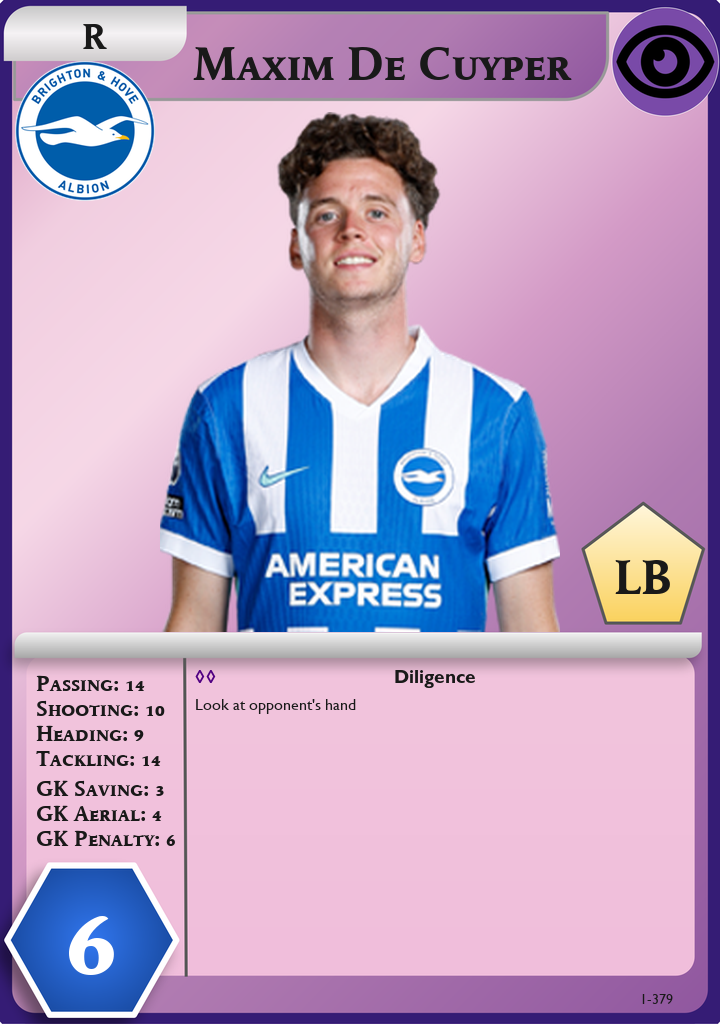 R
Maxim De Cuyper
BRIGHTON & HOVE
ALBION
AMERICAN
EXPRESS
LB
Passing: 14
Shooting: 10
Heading: 9
Tackling: 14
GK Saving: 3
GK Aerial: 4
GK Penalty: 6
6
◊◊ Diligence
Look at opponent's hand
1-379